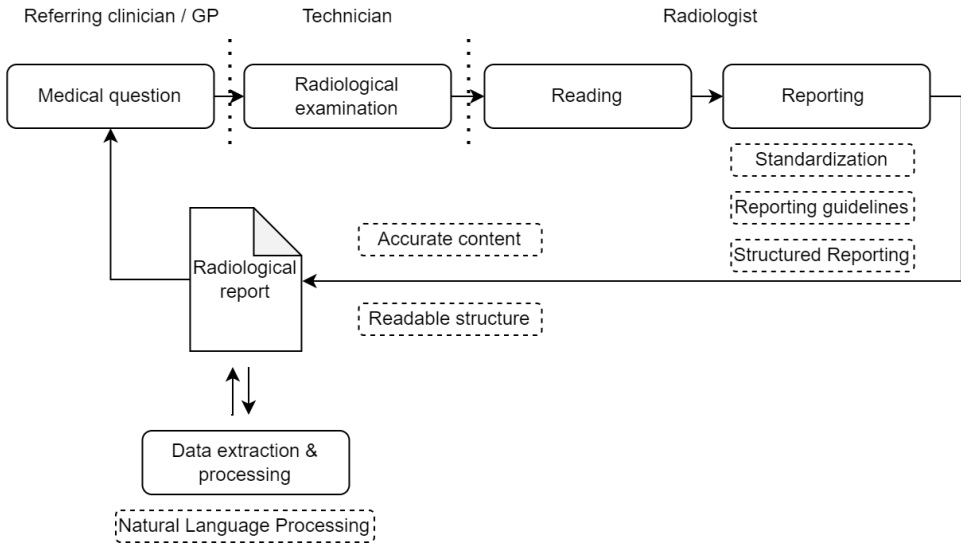 Referring clinician / GP
Technician
Radiologist
Medical question
Radiological
examination
Reading
Reporting
Standardization
Reporting guidelines
Structured Reporting
Accurate content
Radiological
report
Readable structure
Data extraction &
processing
Natural Language Processing